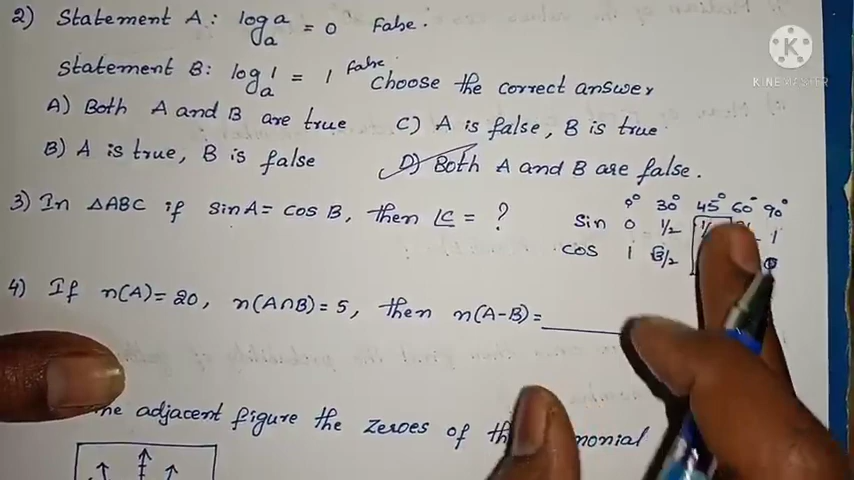 2) Statement A: log_a a = 0 False.
Statement B: log_a 1 = 1 False
Choose the correct answer
A) Both A and B are true C) A is false, B is true
B) A is true, B is false D) Both A and B are false.
3) In ΔABC if sin A = cos B, then ∠C = ?
0° 30° 45° 60° 90°
sin 0 1/2 1
cos 1 √3/2 0
4) If n(A) = 20, n(A∩B) = 5, then n(A-B)=
adjacent figure the zeroes of
KINEMASTER